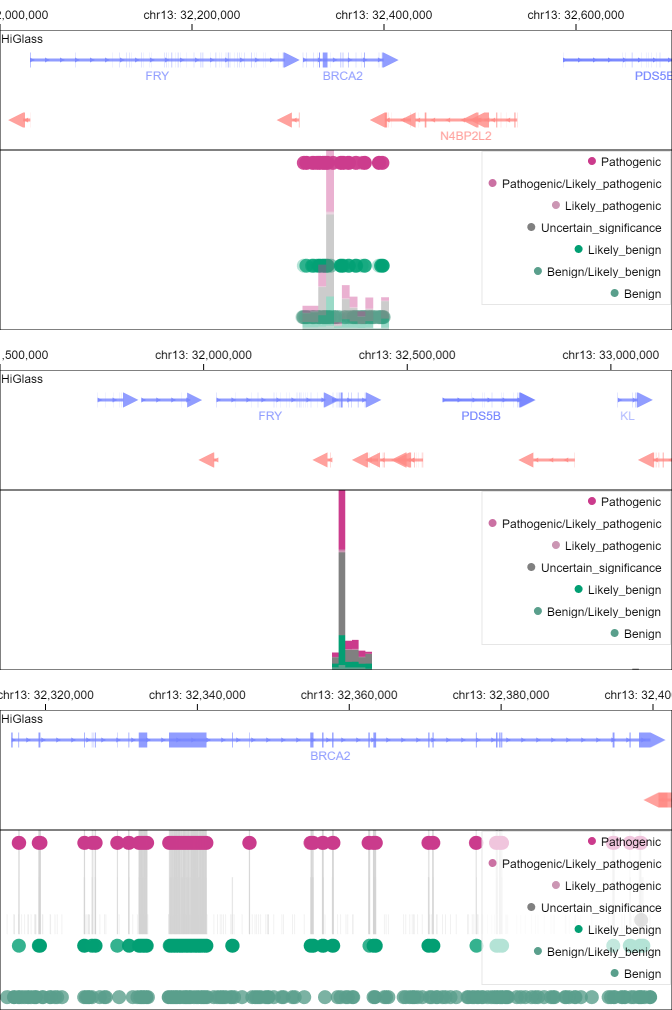 2,000,000 chr13: 32,200,000 chr13: 32,400,000 chr13: 32,600,000
HiGlass
FRY BRCA2 PDS5B
N4BP2L2
Pathogenic
Pathogenic/Likely_pathogenic
Likely_pathogenic
Uncertain_significance
Likely_benign
Benign/Likely_benign
Benign
,500,000 chr13: 32,000,000 chr13: 32,500,000 chr13: 33,000,000
HiGlass
FRY PDS5B KL
Pathogenic
Pathogenic/Likely_pathogenic
Likely_pathogenic
Uncertain_significance
Likely_benign
Benign/Likely_benign
Benign
chr13: 32,320,000 chr13: 32,340,000 chr13: 32,360,000 chr13: 32,380,000 chr13: 32,40
HiGlass
BRCA2
Pathogenic
Pathogenic/Likely_pathogenic
Likely_pathogenic
Uncertain_significance
Likely_benign
Benign/Likely_benign
Benign